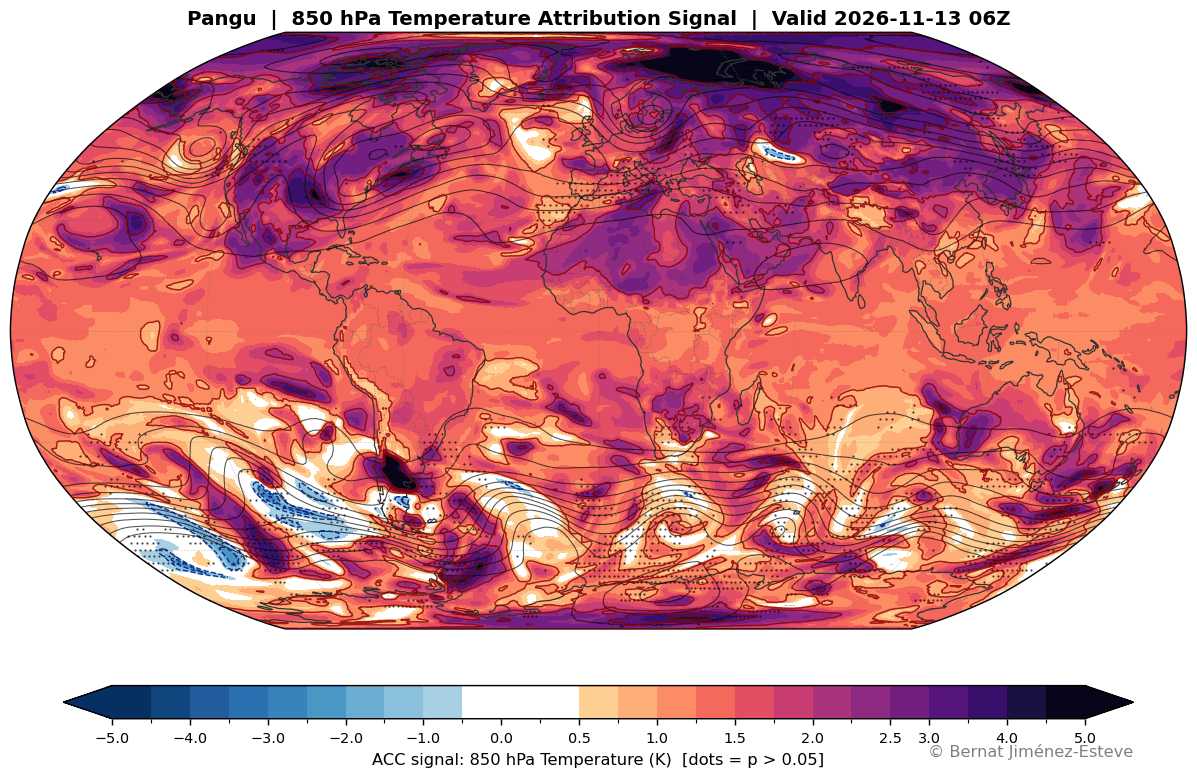 Pangu | 850 hPa Temperature Attribution Signal | Valid 2026-11-13 06Z
−5.0 −4.0 −3.0 −2.0 −1.0 0.0 0.5 1.0 1.5 2.0 2.5 3.0 4.0 5.0
ACC signal: 850 hPa Temperature (K) [dots = p > 0.05]
© Bernat Jiménez-Esteve